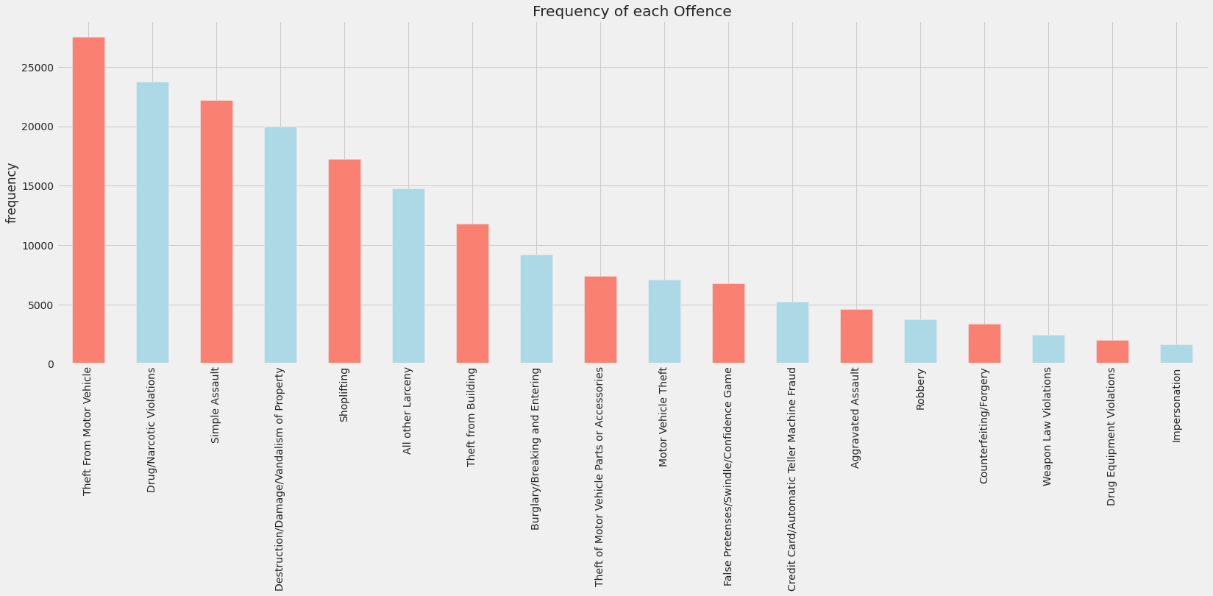 Frequency of each Offence
frequency
25000
20000
15000
10000
5000
0
Theft From Motor Vehicle
Drug/Narcotic Violations
Simple Assault
Destruction/Damage/Vandalism of Property
Shoplifting
All other Larceny
Theft from Building
Burglary/Breaking and Entering
Theft of Motor Vehicle Parts or Accessories
Motor Vehicle Theft
False Pretenses/Swindle/Confidence Game
Credit Card/Automatic Teller Machine Fraud
Aggravated Assault
Robbery
Counterfeiting/Forgery
Weapon Law Violations
Drug Equipment Violations
Impersonation